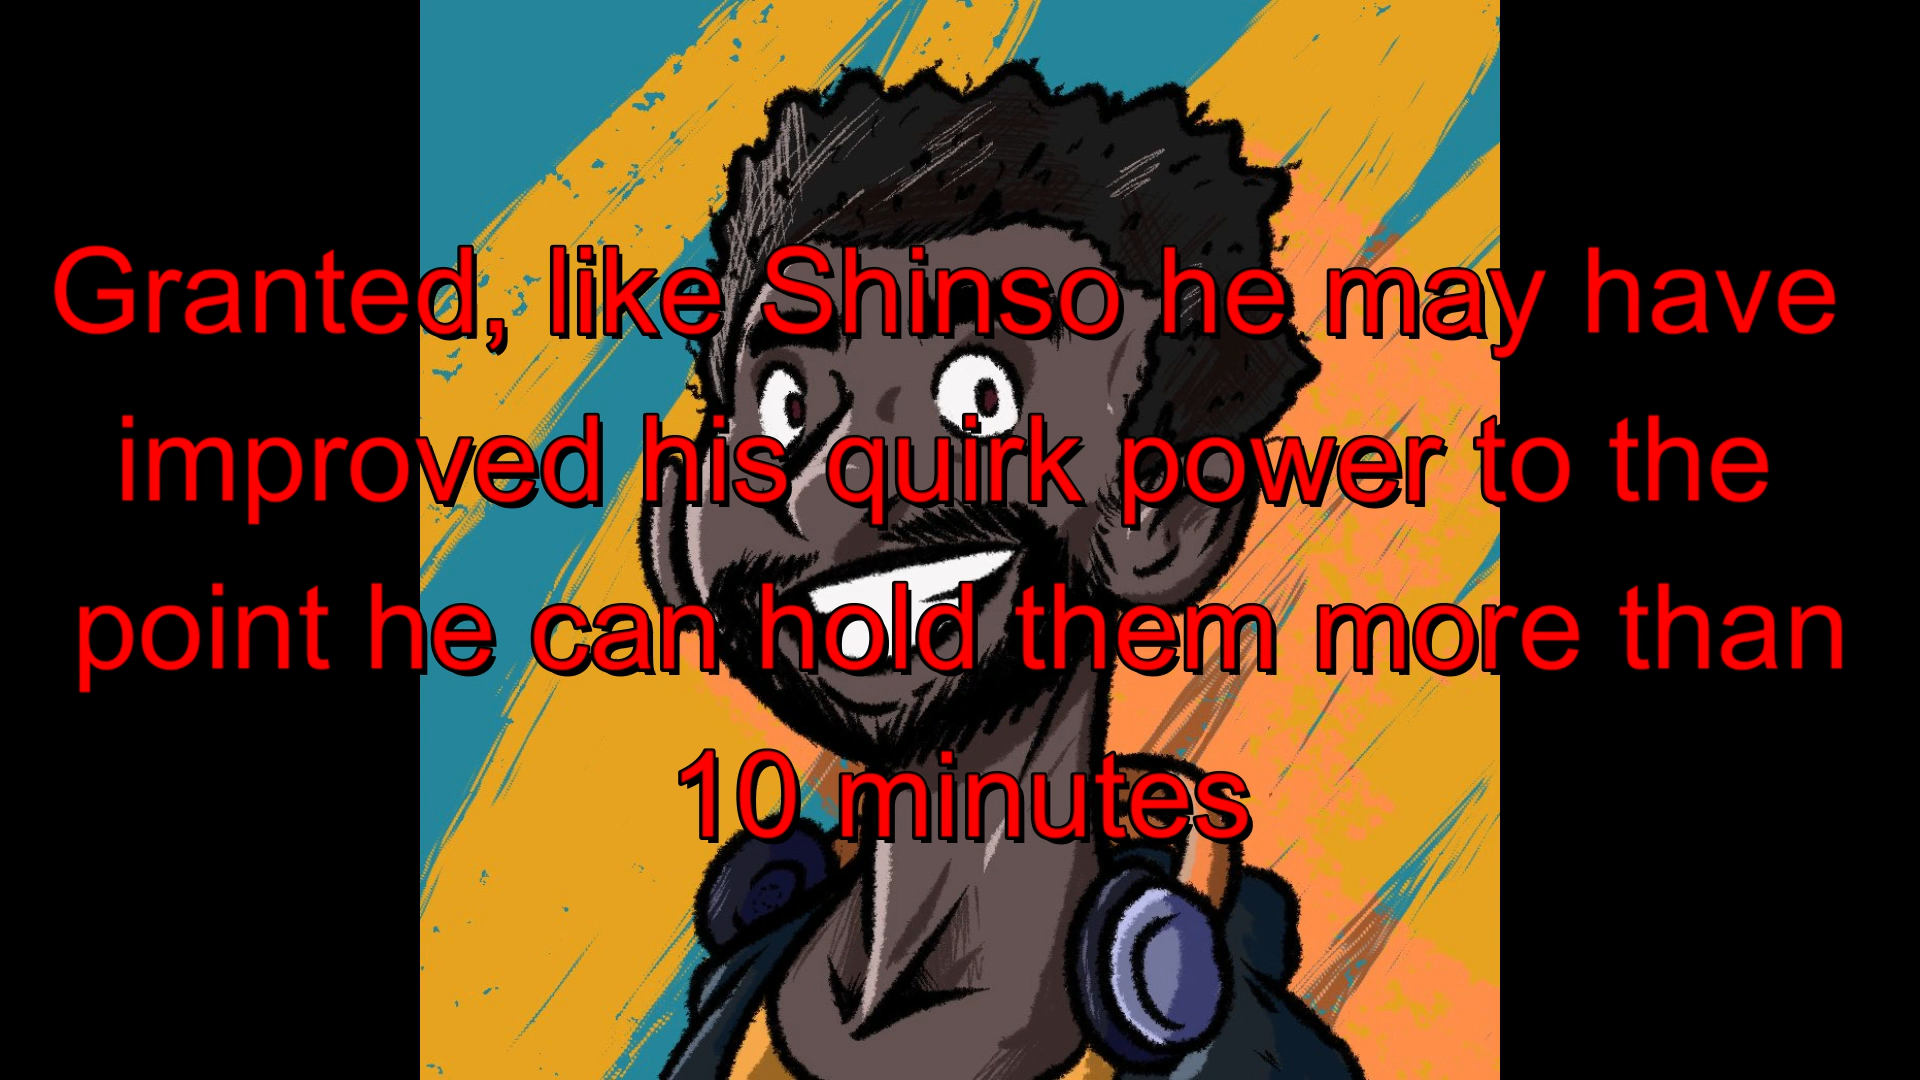 Granted, like Shinso he may have
improved his quirk power to the
point he can hold them more than
10 minutes